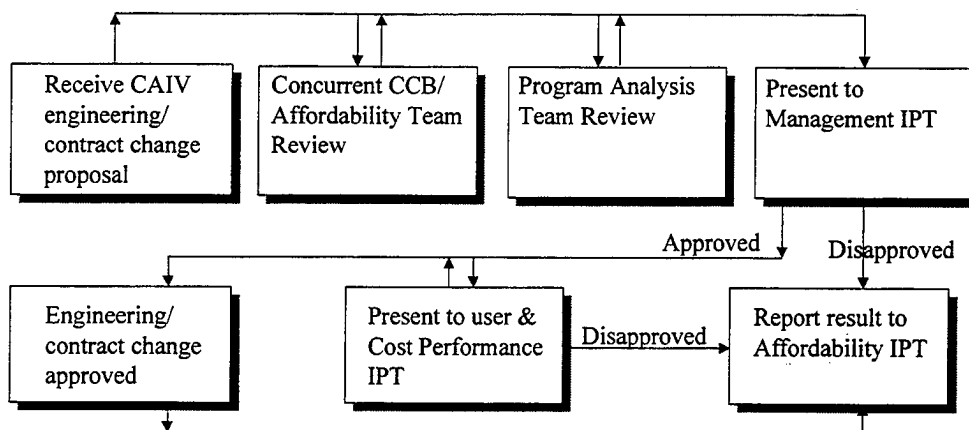 Receive CAIV
engineering/
contract change
proposal
Concurrent CCB/
Affordability Team
Review
Program Analysis
Team Review
Present to
Management IPT
Approved
Disapproved
Engineering/
contract change
approved
Present to user &
Cost Performance
IPT
Disapproved
Report result to
Affordability IPT